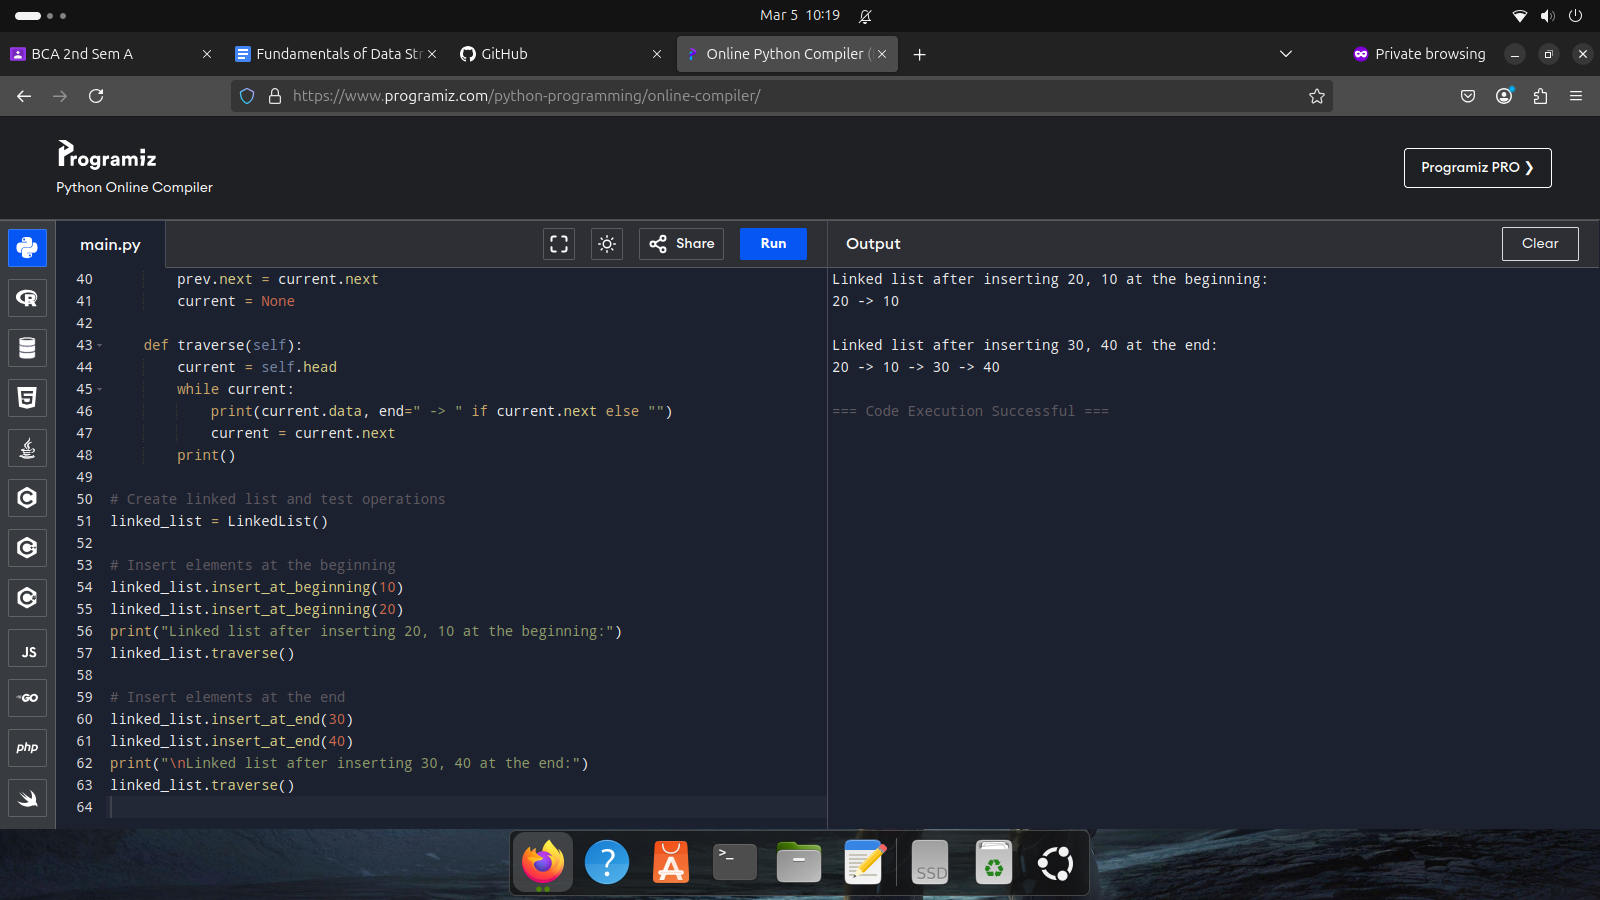 Mar 5 10:19
BCA 2nd Sem A
Fundamentals of Data Str
GitHub
Online Python Compiler (
Private browsing
https://www.programiz.com/python-programming/online-compiler/
Programiz
Python Online Compiler
Programiz PRO ❯
main.py
Share
Run
Output
Clear
40 prev.next = current.next
41 current = None
42
43 def traverse(self):
44 current = self.head
45 while current:
46 print(current.data, end=" -> " if current.next else "")
47 current = current.next
48 print()
49
50 # Create linked list and test operations
51 linked_list = LinkedList()
52
53 # Insert elements at the beginning
54 linked_list.insert_at_beginning(10)
55 linked_list.insert_at_beginning(20)
56 print("Linked list after inserting 20, 10 at the beginning:")
57 linked_list.traverse()
58
59 # Insert elements at the end
60 linked_list.insert_at_end(30)
61 linked_list.insert_at_end(40)
62 print("\nLinked list after inserting 30, 40 at the end:")
63 linked_list.traverse()
64
Linked list after inserting 20, 10 at the beginning:
20 -> 10
Linked list after inserting 30, 40 at the end:
20 -> 10 -> 30 -> 40
=== Code Execution Successful ===
R
5
C
C
C
JS
GO
php
?
A
>_
SSD